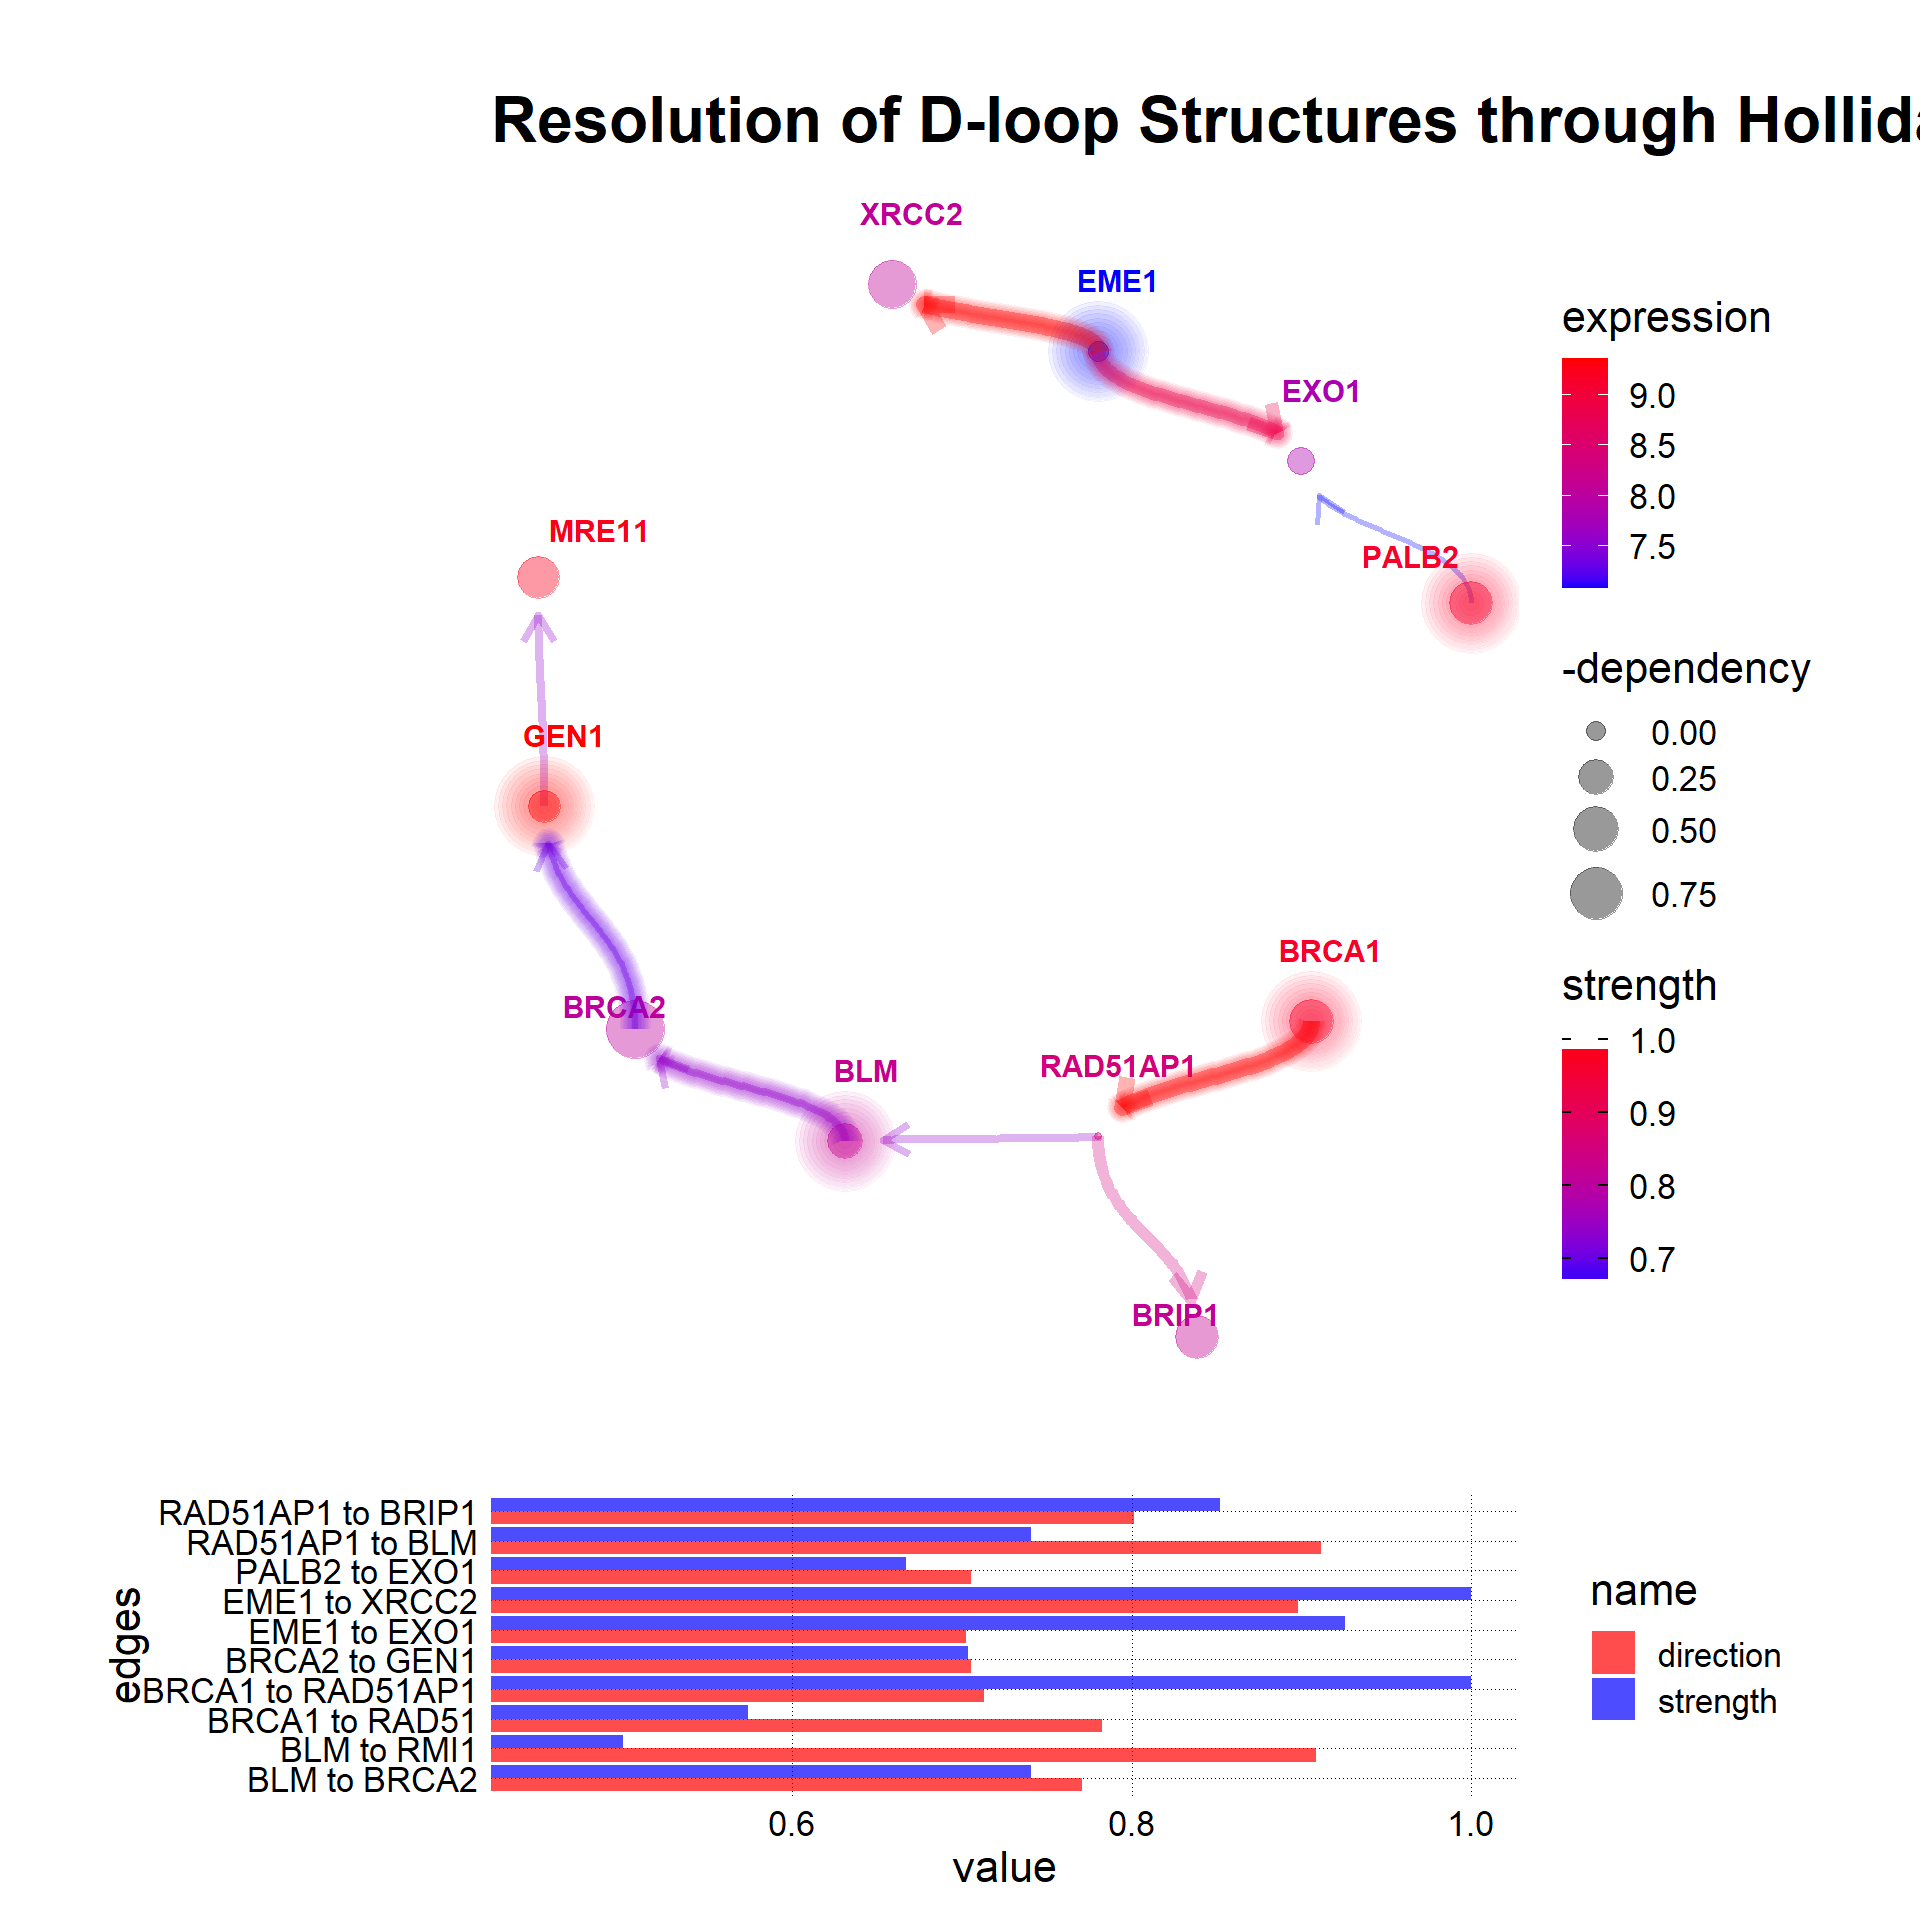 Resolution of D-loop Structures through Hollida
XRCC2
EME1
EXO1
MRE11
PALB2
GEN1
BRCA1
BRCA2
BLM
RAD51AP1
BRIP1
expression
9.0
8.5
8.0
7.5
-dependency
0.00
0.25
0.50
0.75
strength
1.0
0.9
0.8
0.7
edges
RAD51AP1 to BRIP1
RAD51AP1 to BLM
PALB2 to EXO1
EME1 to XRCC2
EME1 to EXO1
BRCA2 to GEN1
BRCA1 to RAD51AP1
BRCA1 to RAD51
BLM to RMI1
BLM to BRCA2
0.6 0.8 1.0
value
name
direction
strength